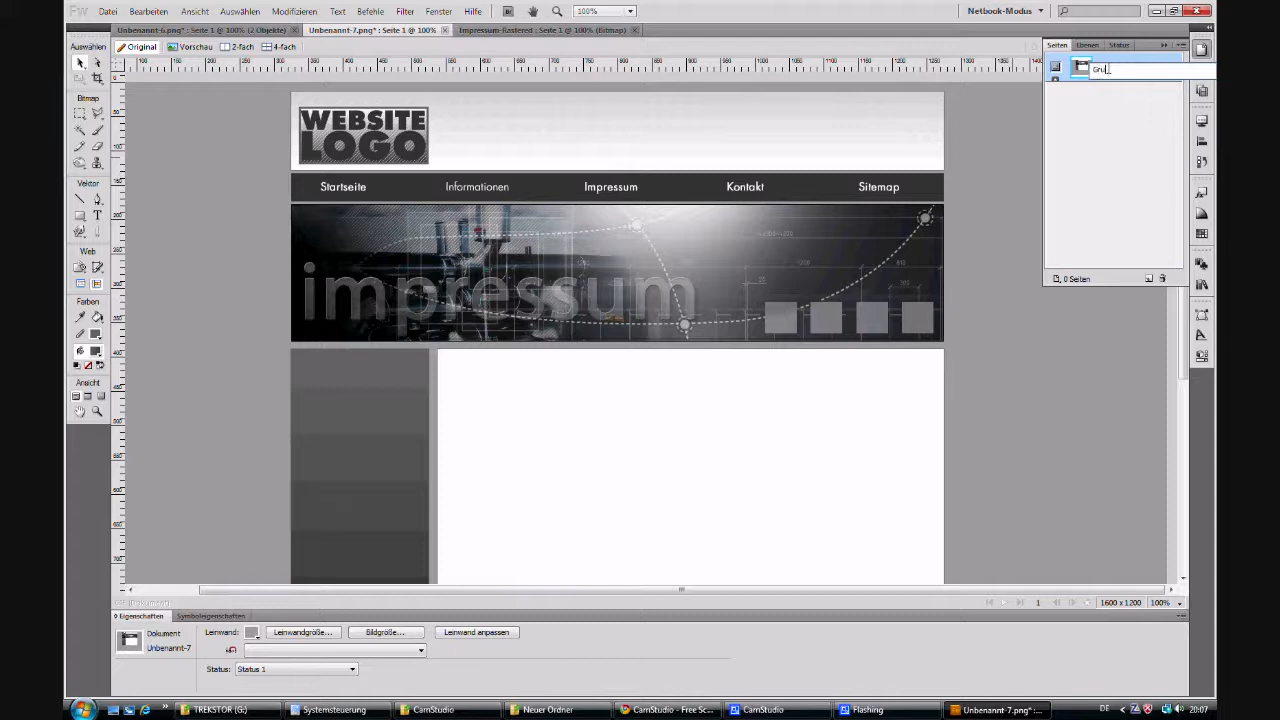 Fw Datei Bearbeiten Ansicht Auswählen Modifizieren Text Befehle Filter Fenster Hilfe Br 100% Netbook-Modus
Unbenannt-6.png* : Seite 1 @ 100% (2 Objekte) Unbenannt-7.png* : Seite 1 @ 100% Impressum-Rastered : Seite 1 @ 100% (Bitmap)
Auswählen Original Vorschau 2-fach 4-fach Seiten Ebenen Status
Gru
WEBSITE
LOGO
Bitmap
Vektor
Startseite Informationen Impressum Kontakt Sitemap
Web
impressum
0 Seiten
Farben
Ansicht
1 1600 x 1200 100%
Eigenschaften Symboleigenschaften
Dokument Leinwand: Leinwandgröße... Bildgröße... Leinwand anpassen
Unbenannt-7
Status: Status 1
TREKSTOR (G:) Systemsteuerung CamStudio Neuer Ordner CamStudio - Free Sc... CamStudio Flashing Unbenannt-7.png* :... DE 20:07